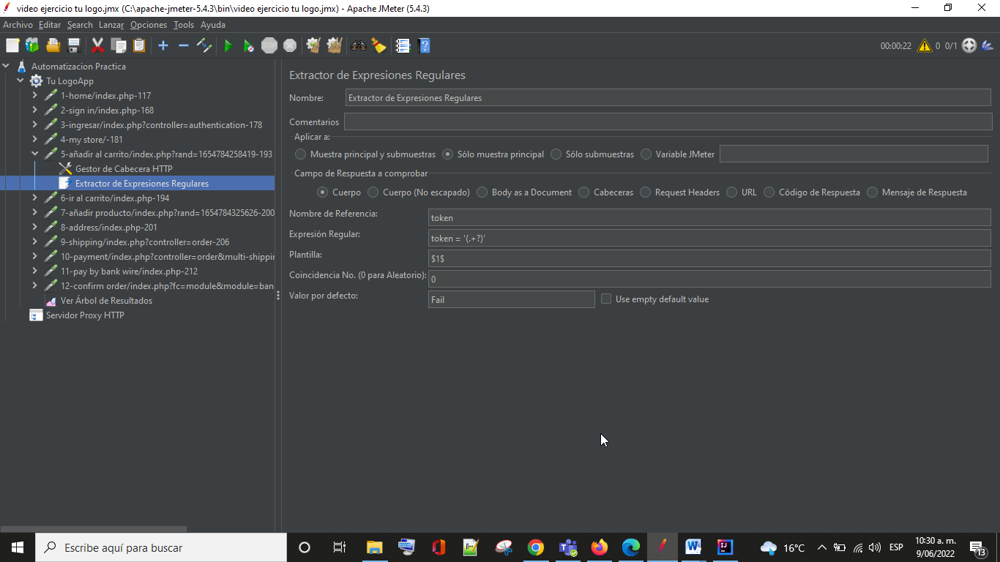 video ejercicio tu logo.jmx (C:\apache-jmeter-5.4.3\bin\video ejercicio tu logo.jmx) - Apache JMeter (5.4.3)
Archivo Editar Search Lanzar Opciones Tools Ayuda
STOP 00:00:22 0 0/1
Automatizacion Practica
Tu LogoApp
1-home/index.php-117
2-sign in/index.php-168
3-ingresar/index.php?controller=authentication-178
4-my store/-181
5-añadir al carrito/index.php?rand=1654784258419-193
Gestor de Cabecera HTTP
Extractor de Expresiones Regulares
6-ir al carrito/index.php-194
7-añadir producto/index.php?rand=1654784325626-200
8-address/index.php-201
9-shipping/index.php?controller=order-206
10-payment/index.php?controller=order&multi-shippin
11-pay by bank wire/index.php-212
12-confirm order/index.php?fc=module&module=ban
Ver Árbol de Resultados
Servidor Proxy HTTP
Extractor de Expresiones Regulares
Nombre: Extractor de Expresiones Regulares
Comentarios
Aplicar a:
Muestra principal y submuestras Sólo muestra principal Sólo submuestras Variable JMeter
Campo de Respuesta a comprobar
Cuerpo Cuerpo (No escapado) Body as a Document Cabeceras Request Headers URL Código de Respuesta Mensaje de Respuesta
Nombre de Referencia: token
Expresión Regular: token = '(.+?)'
Plantilla: $1$
Coincidencia No. (0 para Aleatorio): 0
Valor por defecto: Fail Use empty default value
Escribe aquí para buscar
16°C ESP
10:30 a. m.
9/06/2022
13